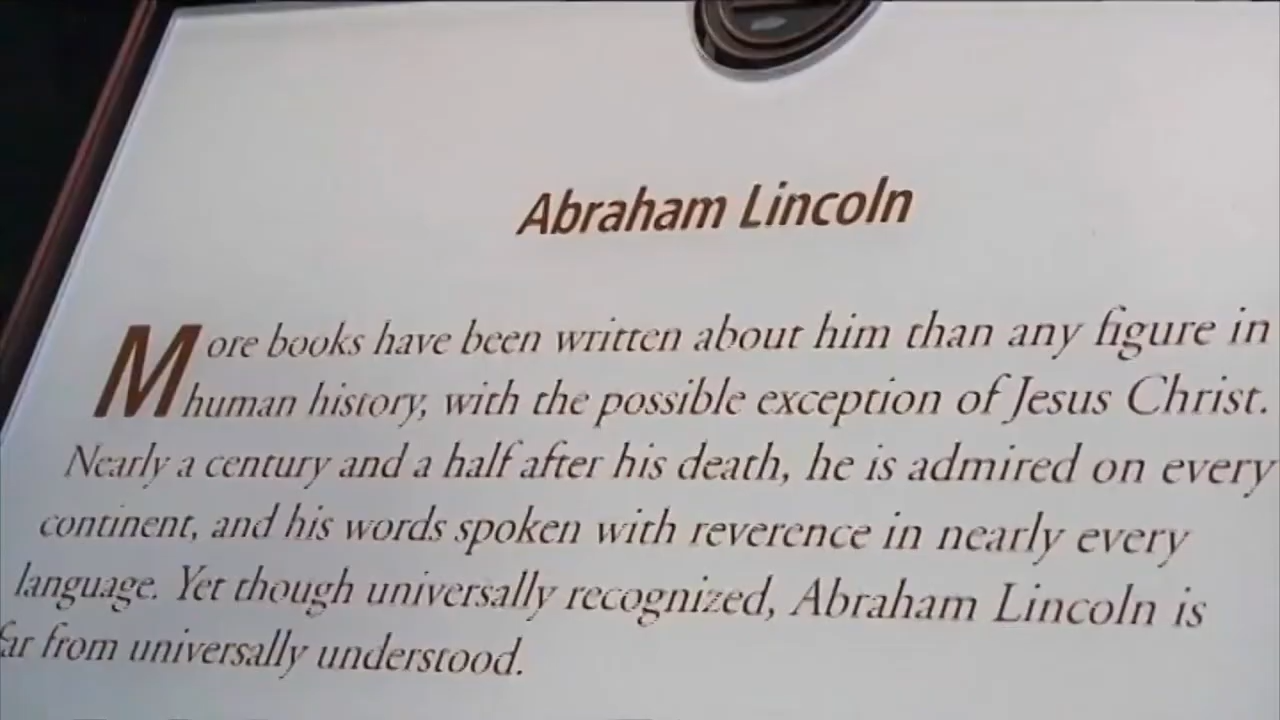 Abraham Lincoln
More books have been written about him than any figure in
human history, with the possible exception of Jesus Christ.
Nearly a century and a half after his death, he is admired on every
continent, and his words spoken with reverence in nearly every
language. Yet though universally recognized, Abraham Lincoln is
far from universally understood.